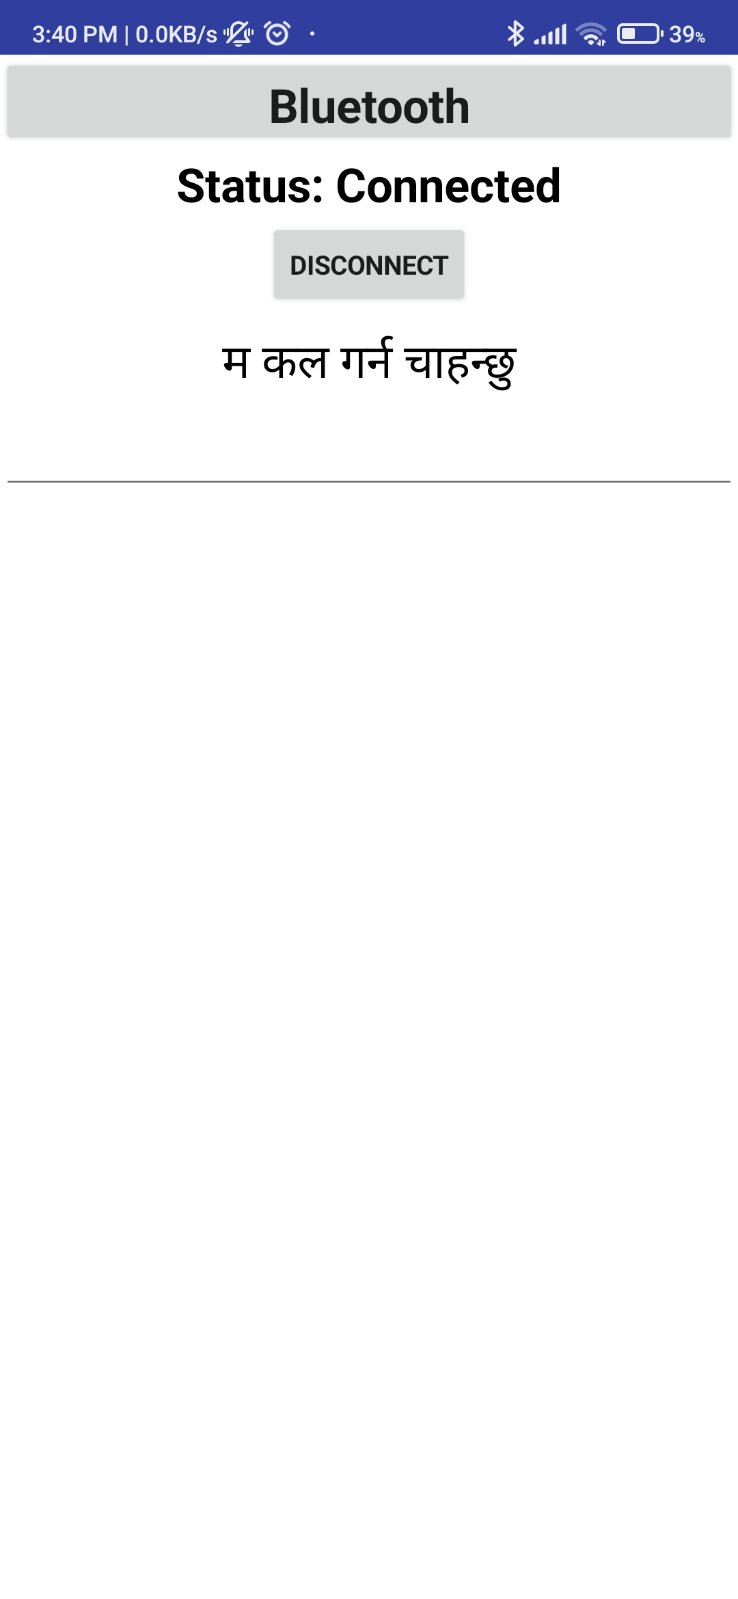 3:40 PM | 0.0KB/s 39%
Bluetooth
Status: Connected
DISCONNECT
म कल गर्न चाहन्छु